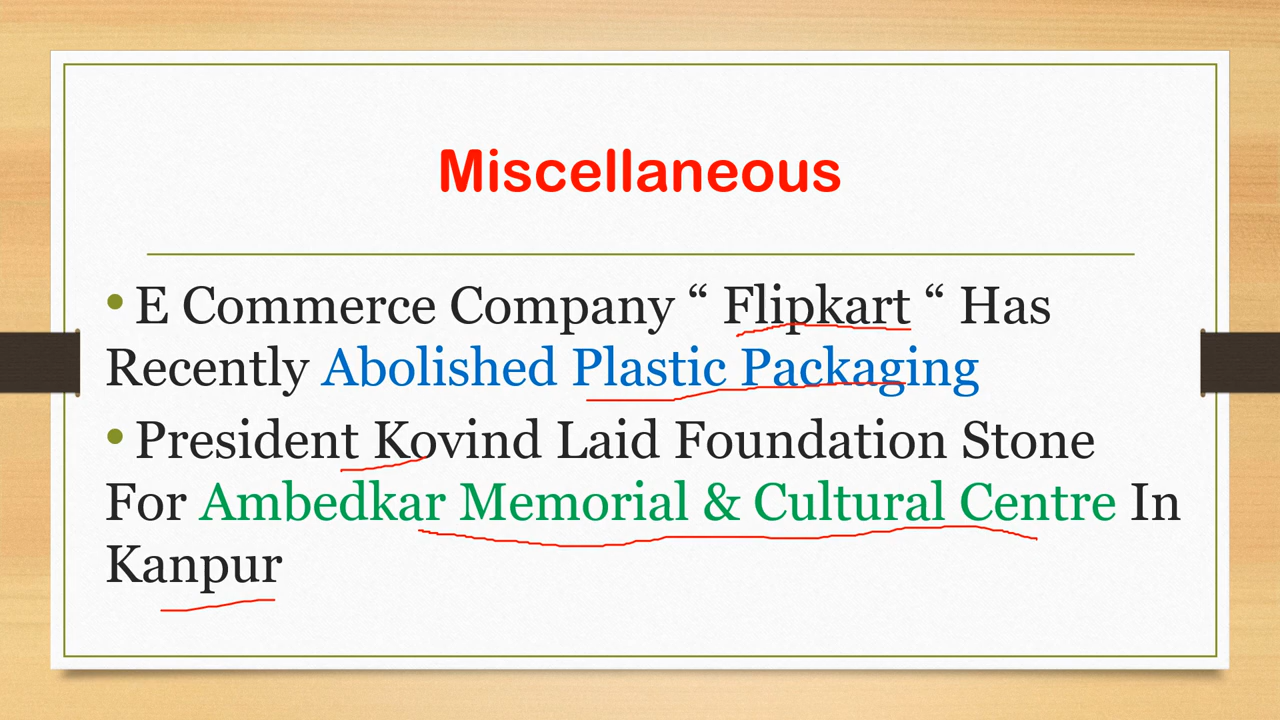 Miscellaneous
• E Commerce Company “ Flipkart “ Has
Recently Abolished Plastic Packaging
• President Kovind Laid Foundation Stone
For Ambedkar Memorial & Cultural Centre In
Kanpur